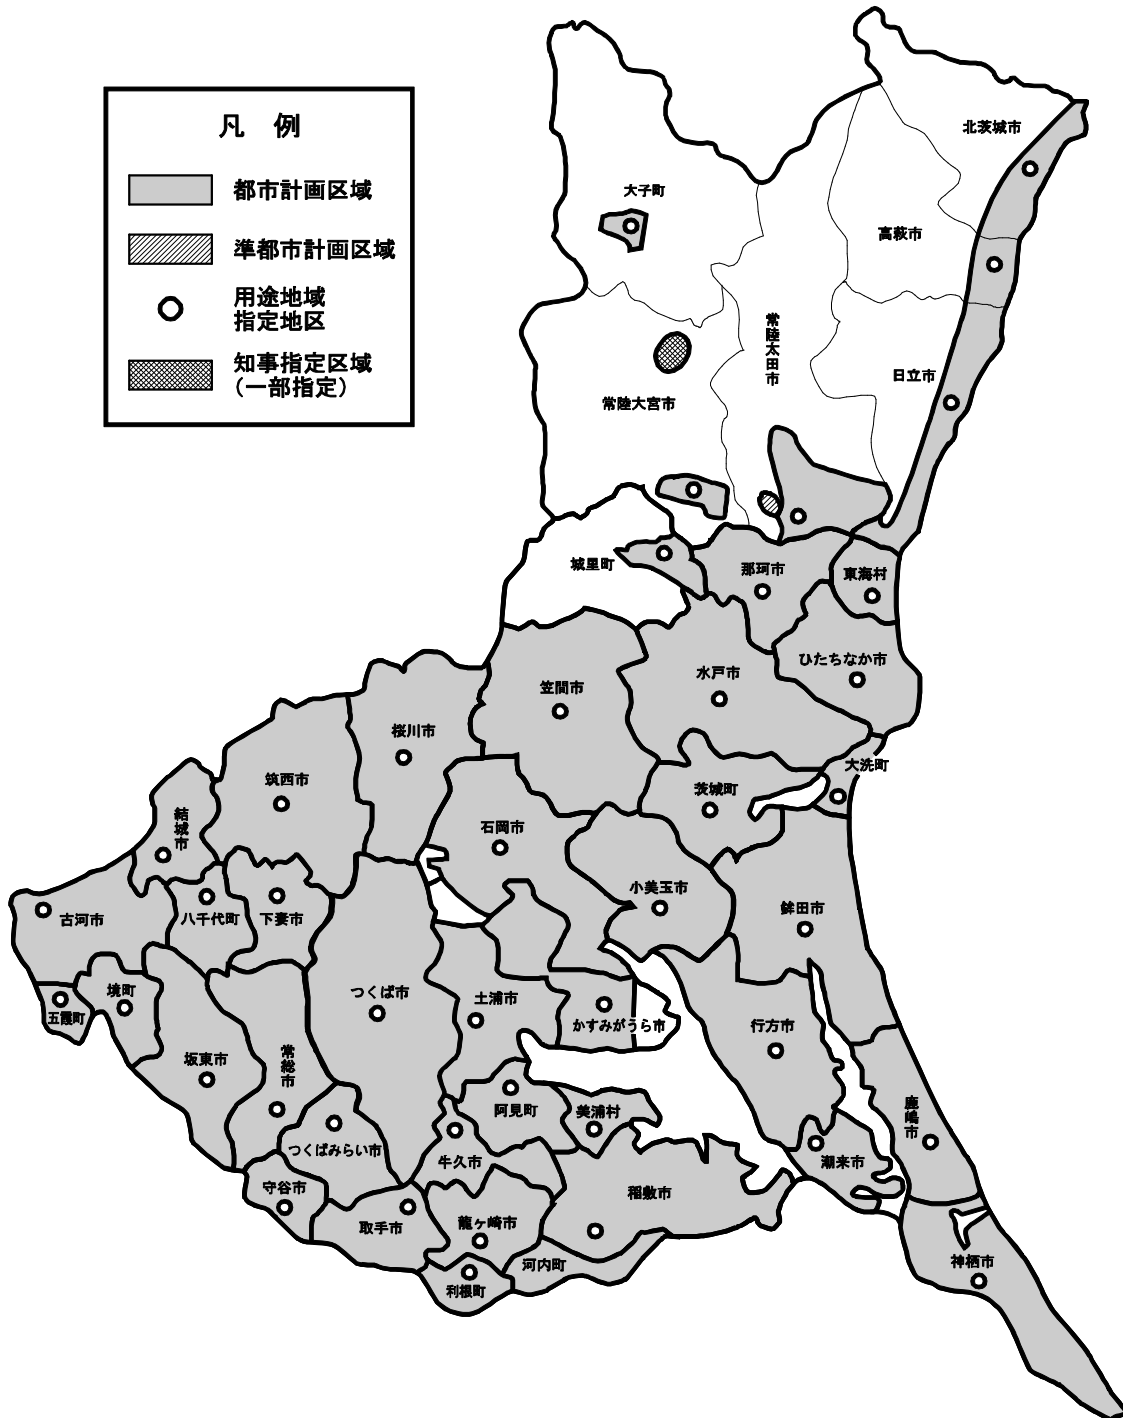 凡 例
都市計画区域
準都市計画区域
用途地域
指定地区
知事指定区域
(一部指定)
北茨城市
大子町
高萩市
常陸太田市
日立市
常陸大宮市
城里町
那珂市
東海村
ひたちなか市
水戸市
笠間市
桜川市
大洗町
筑西市
茨城町
結城市
石岡市
小美玉市
鉾田市
古河市
八千代町
下妻市
境町
つくば市
土浦市
五霞町
かすみがうら市
行方市
坂東市
常総市
阿見町
美浦村
鹿嶋市
つくばみらい市
牛久市
潮来市
守谷市
稲敷市
取手市
龍ヶ崎市
河内町
神栖市
利根町